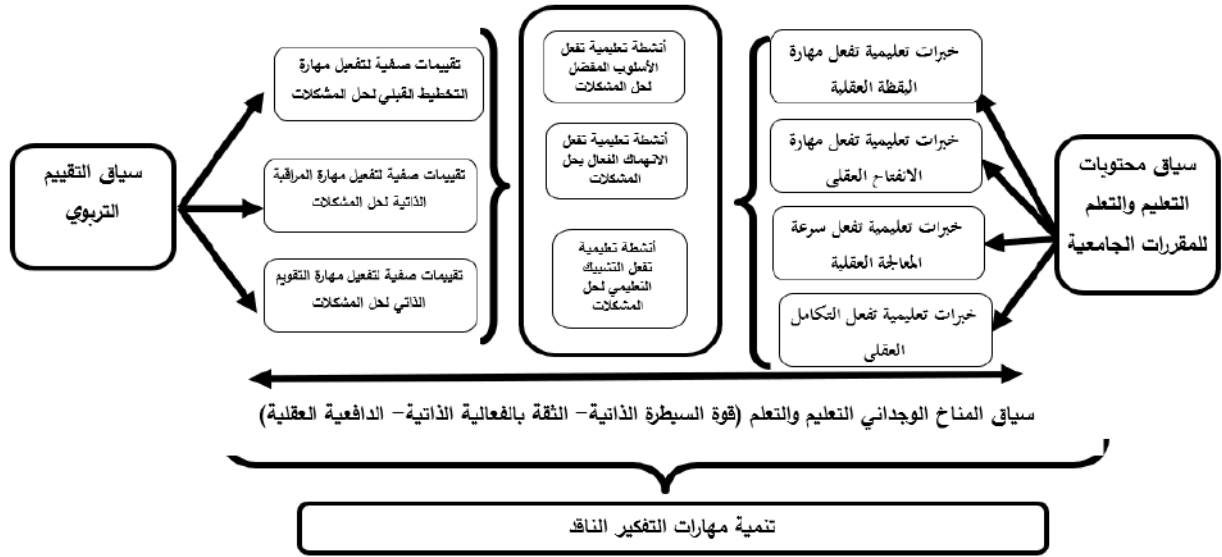 سياق محتويات
التعليم والتعلم
للمقررات الجامعية
خبرات تعليمية تفعل مهارة
اليقظة العقلية
خبرات تعليمية تفعل مهارة
الانفتاح العقلى
خبرات تعليمية تفعل سرعة
المعالجة العقلية
خبرات تعليمية تفعل التكامل
العقلى
أنشطة تعليمية تفعل
الأسلوب المفضل
لحل المشكلات
أنشطة تعليمية تفعل
الانهماك الفعال بحل
المشكلات
أنشطة تعليمية
تفعل التشبيك
التعليمي لحل
المشكلات
تقييمات صفية لتفعيل مهارة
التخطيط القبلي لحل المشكلات
تقييمات صفية لتفعيل مهارة المراقبة
الذاتية لحل المشكلات
تقييمات صفية لتفعيل مهارة التقويم
الذاتي لحل المشكلات
سياق التقييم
التربوي
سياق المناخ الوجداني التعليم والتعلم (قوة السيطرة الذاتية- الثقة بالفعالية الذاتية- الدافعية العقلية)
تنمية مهارات التفكير الناقد